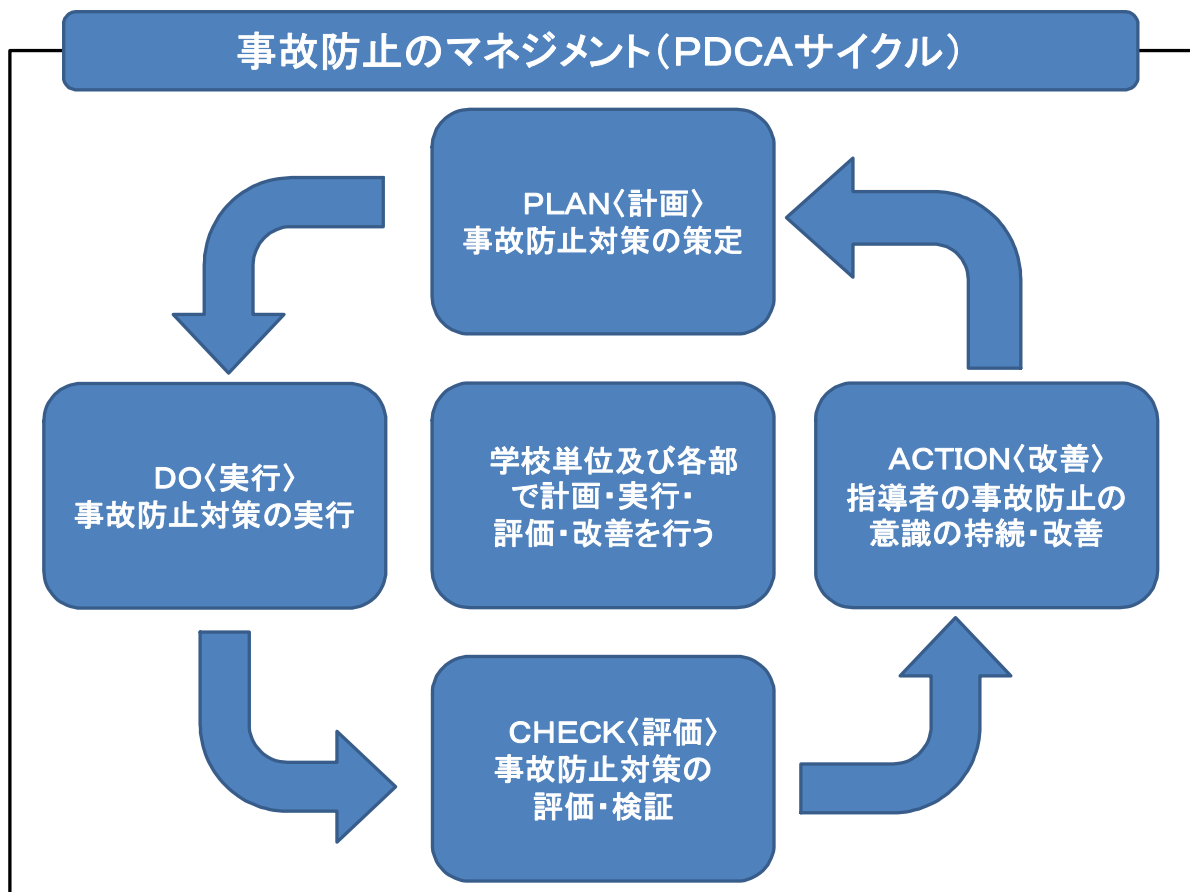 事故防止のマネジメント（ＰＤＣＡサイクル）
ＰＬＡＮ〈計画〉
事故防止対策の策定
ＤＯ〈実行〉
事故防止対策の実行
学校単位及び各部
で計画・実行・
評価・改善を行う
ＡＣＴＩＯＮ〈改善〉
指導者の事故防止の
意識の持続・改善
ＣＨＥＣＫ〈評価〉
事故防止対策の
評価・検証